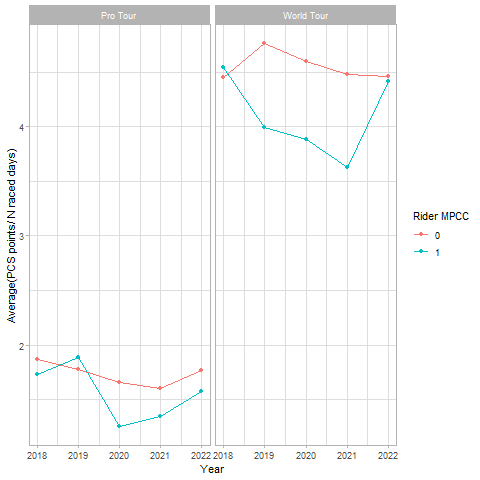 Pro Tour
World Tour
4
3
2
Average(PCS points/ N raced days)
2018 2019 2020 2021 2022 2018 2019 2020 2021 2022
Year
Rider MPCC
0
1